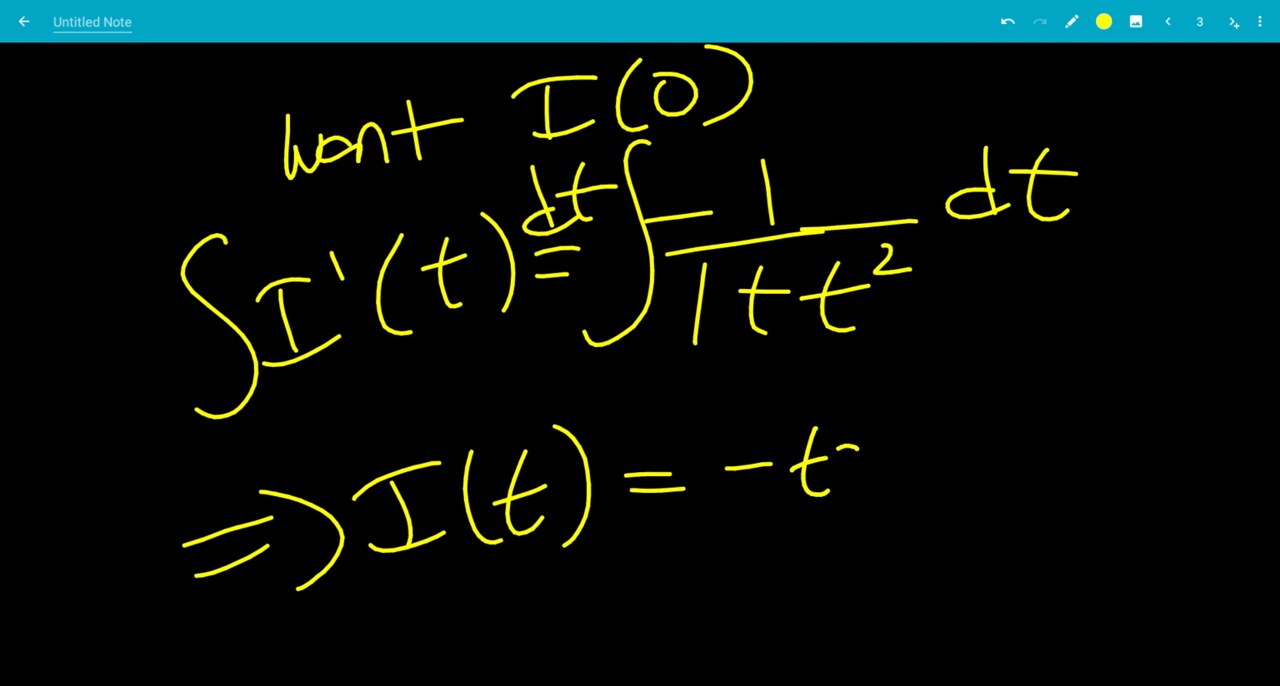 Untitled Note 3
want I(0)
∫I'(t) dt = ∫ -1/(1+t²) dt
⇒ I(t) = -t